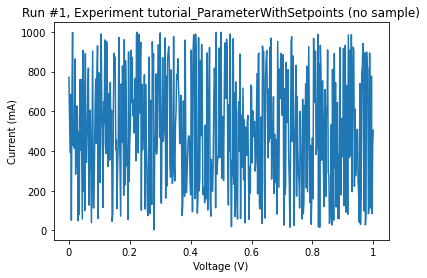 Run #1, Experiment tutorial_ParameterWithSetpoints (no sample)
1000
800
600
400
200
0
Current (mA)
0 0.2 0.4 0.6 0.8 1
Voltage (V)